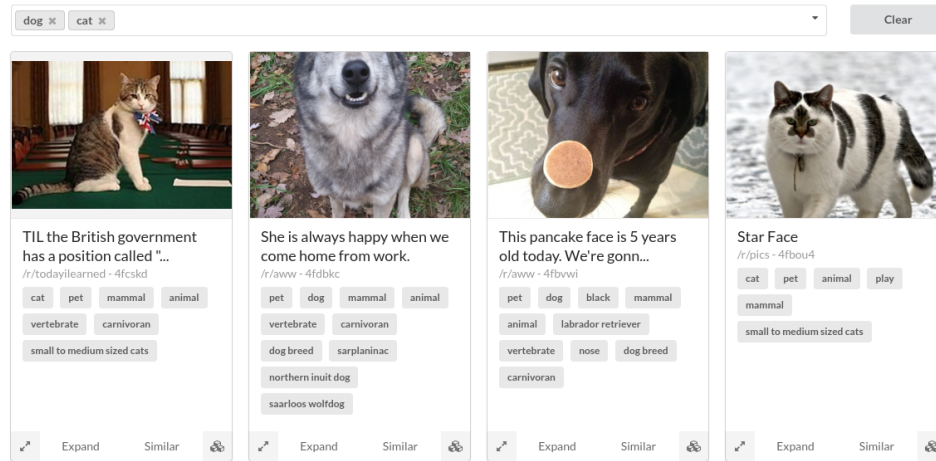 dog cat Clear
TIL the British government
has a position called "...
/r/todayilearned - 4fcskd
cat pet mammal animal
vertebrate carnivoran
small to medium sized cats
Expand Similar
She is always happy when we
come home from work.
/r/aww - 4fdbkc
pet dog mammal animal
vertebrate carnivoran
dog breed sarplaninac
northern inuit dog
saarloos wolfdog
Expand Similar
This pancake face is 5 years
old today. We're gonn...
/r/aww - 4fbvwi
pet dog black mammal
animal labrador retriever
vertebrate nose dog breed
carnivoran
Expand Similar
Star Face
/r/pics - 4fbou4
cat pet animal play
mammal
small to medium sized cats
Expand Similar